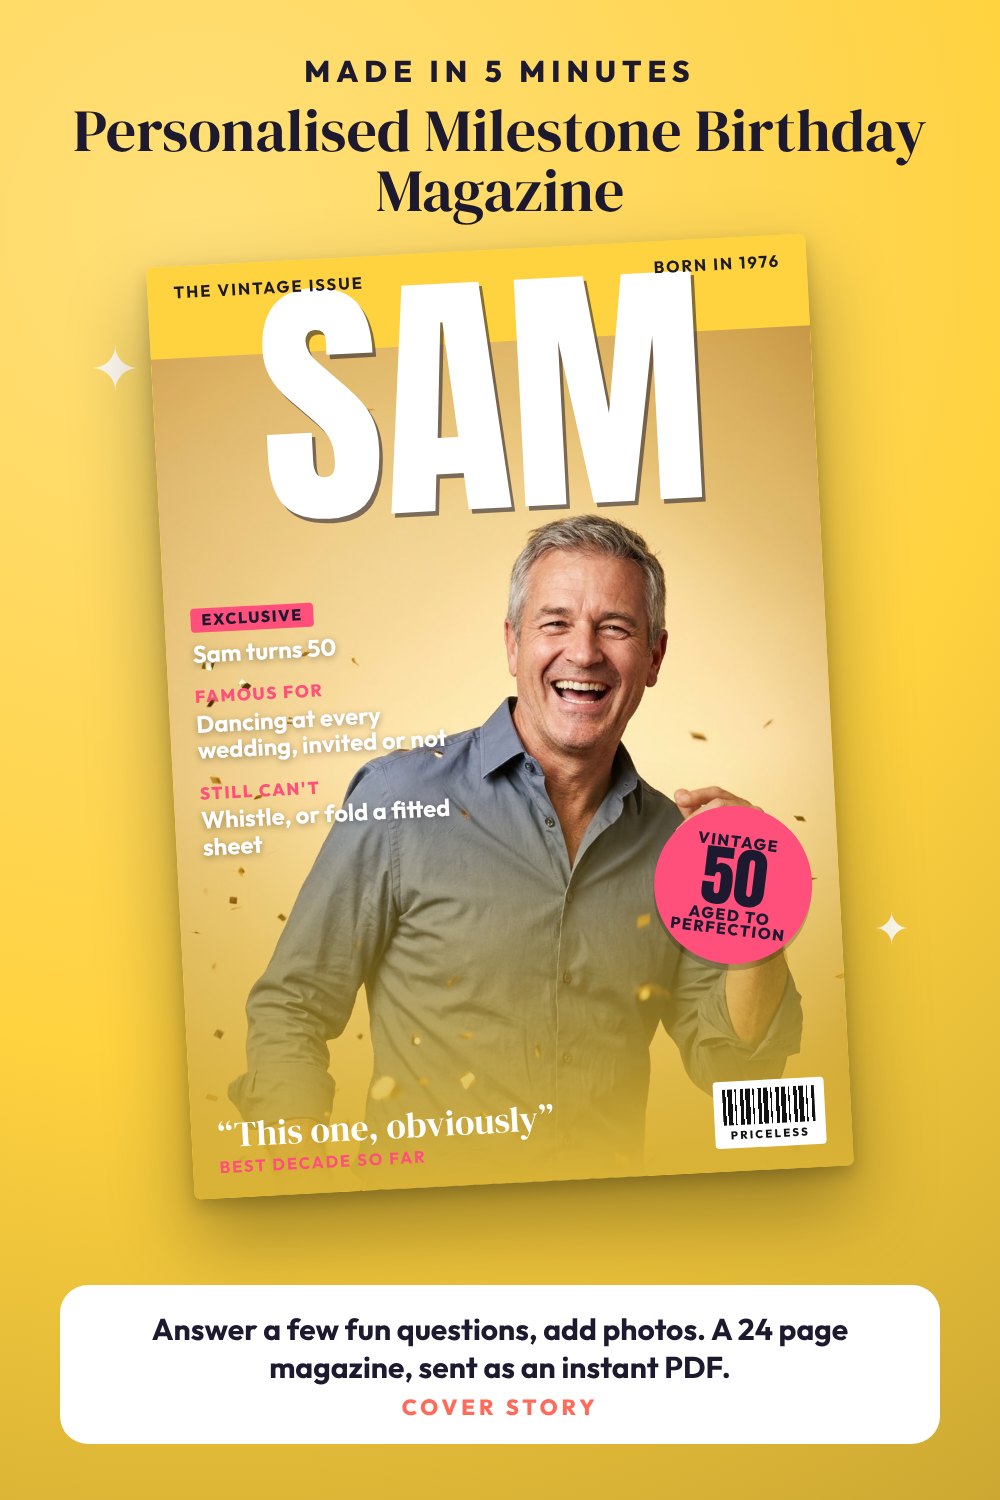 MADE IN 5 MINUTES
Personalised Milestone Birthday
Magazine
THE VINTAGE ISSUE
BORN IN 1976
SAM
EXCLUSIVE
Sam turns 50
FAMOUS FOR
Dancing at every
wedding, invited or not
STILL CAN'T
Whistle, or fold a fitted
sheet
VINTAGE
50
AGED TO
PERFECTION
“This one, obviously”
BEST DECADE SO FAR
PRICELESS
Answer a few fun questions, add photos. A 24 page
magazine, sent as an instant PDF.
COVER STORY